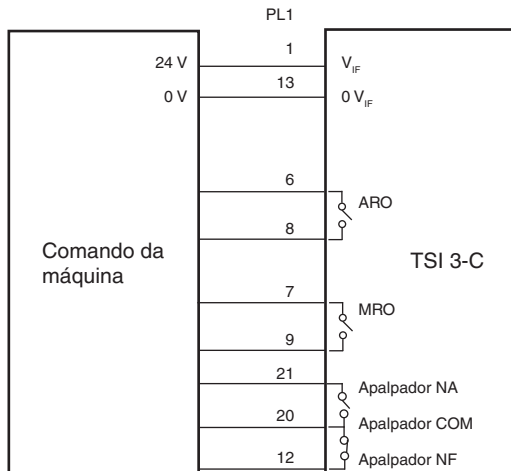 PL1
24 V 1 V_IF
0 V 13 0 V_IF
6
ARO
8
Comando da
máquina
TSI 3-C
7
MRO
9
21
Apalpador NA
20
Apalpador COM
12
Apalpador NF